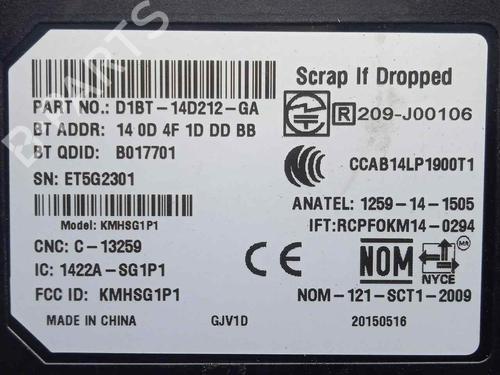 Scrap If Dropped
PART NO.: D1BT-14D212-GA
R 209-J00106
BT ADDR: 14 0D 4F 1D DD BB
BT QDID: B017701
CCAB14LP1900T1
SN: ET5G2301
ANATEL: 1259-14-1505
IFT:RCPFOKM14-0294
Model: KMHSG1P1
CNC: C-13259
IC: 1422A-SG1P1
CE
NOM
NYCE
FCC ID: KMHSG1P1
NOM-121-SCT1-2009
MADE IN CHINA
GJV1D
20150516
B-PARTS